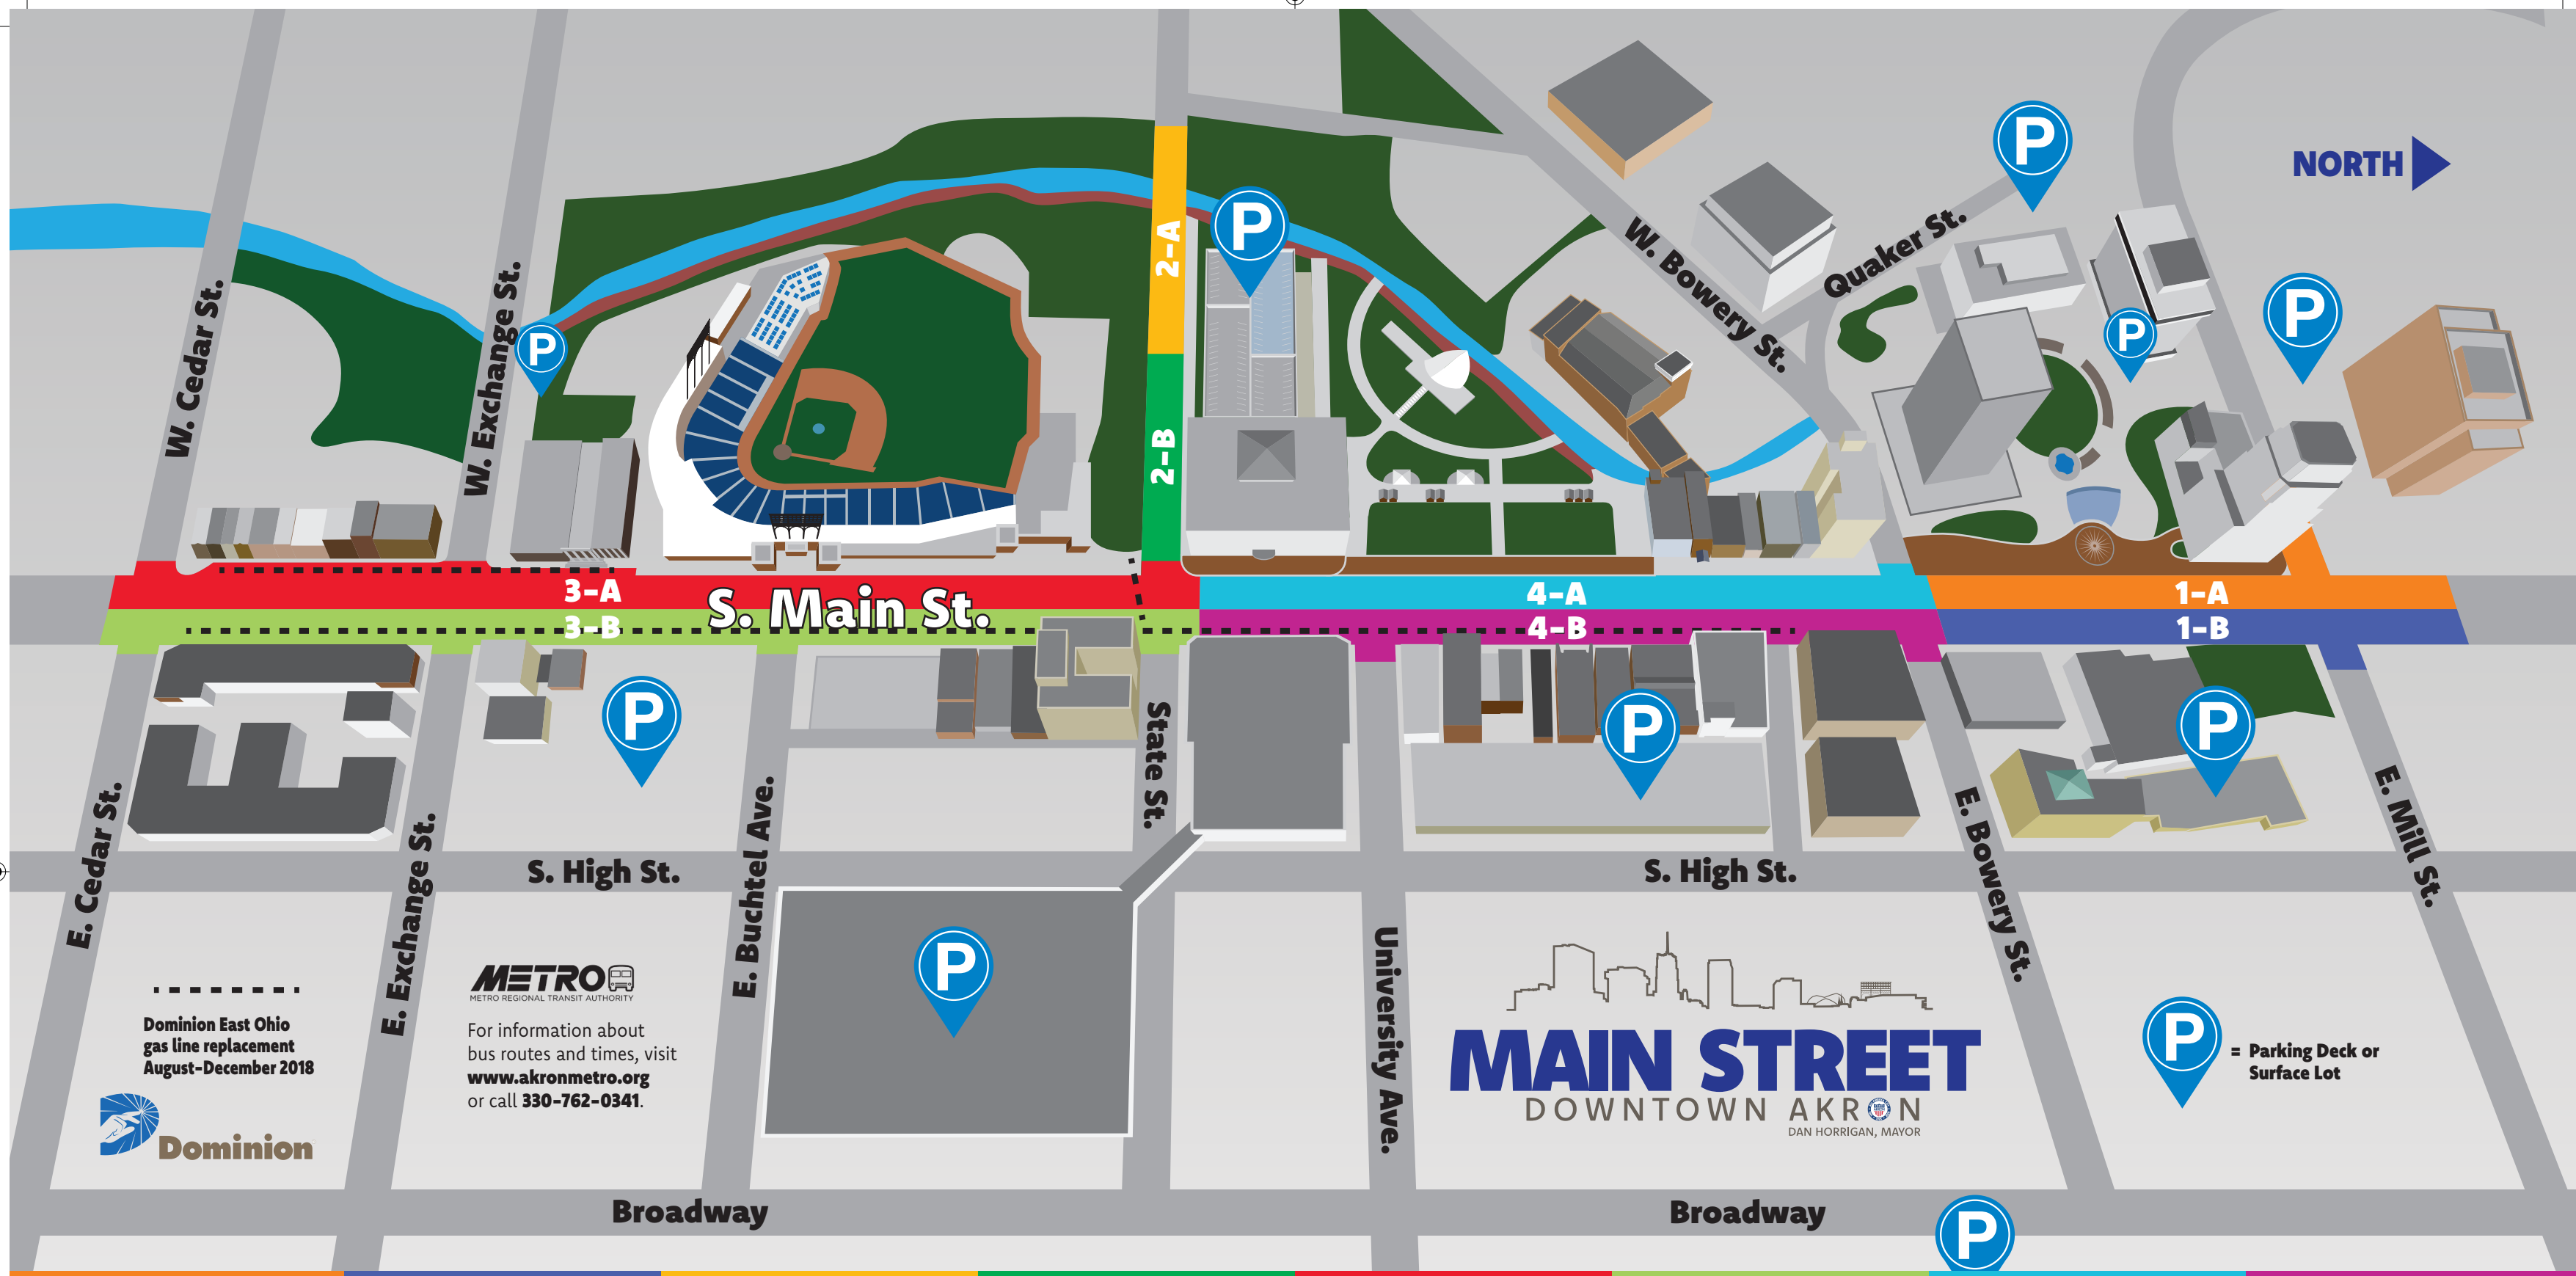 P
NORTH
P
2-A
W. Bowery St.
Quaker St.
W. Cedar St.
W. Exchange St.
P
P
P
2-B
3-A
S. Main St.
4-A
1-A
3-B
4-B
1-B
P
P
P
State St.
E. Cedar St.
E. Exchange St.
E. Buchtel Ave.
E. Bowery St.
E. Mill St.
S. High St.
S. High St.
P
University Ave.
METRO
METRO REGIONAL TRANSIT AUTHORITY
For information about
bus routes and times, visit
www.akronmetro.org
or call 330-762-0341.
Dominion East Ohio
gas line replacement
August-December 2018
Dominion
MAIN STREET
DOWNTOWN AKRON
DAN HORRIGAN, MAYOR
P
= Parking Deck or
Surface Lot
Broadway
Broadway
P